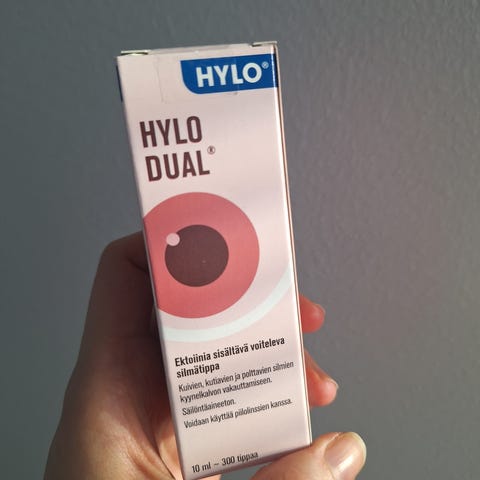 HYLO®
HYLO
DUAL®
Ektoiinia sisältävä voiteleva
silmätippa
Kuivien, kutiavien ja polttavien silmien
kyynelkalvon vakauttamiseen.
Säilöntäaineeton.
Voidaan käyttää piilolinssien kanssa.
10 ml ~ 300 tippaa